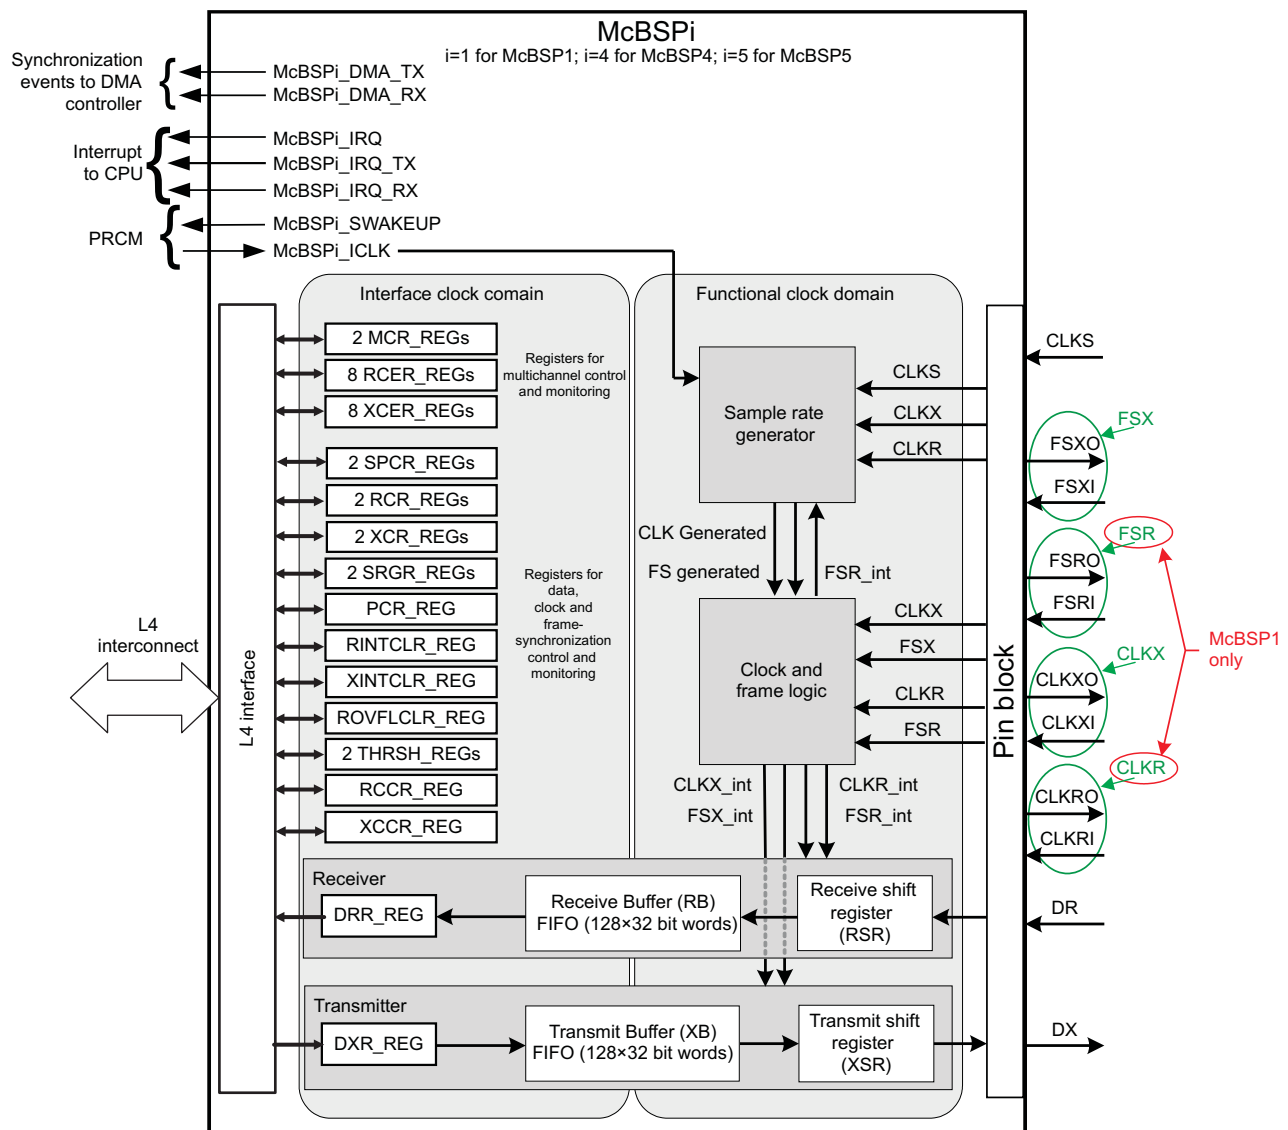 McBSPi
i=1 for McBSP1; i=4 for McBSP4; i=5 for McBSP5
Synchronization
events to DMA
controller
McBSPi_DMA_TX
McBSPi_DMA_RX
Interrupt
to CPU
McBSPi_IRQ
McBSPi_IRQ_TX
McBSPi_IRQ_RX
PRCM
McBSPi_SWAKEUP
McBSPi_ICLK
Interface clock comain
Functional clock domain
2 MCR_REGs
8 RCER_REGs
8 XCER_REGs
Registers for
multichannel control
and monitoring
2 SPCR_REGs
2 RCR_REGs
2 XCR_REGs
2 SRGR_REGs
PCR_REG
RINTCLR_REG
XINTCLR_REG
ROVFLCLR_REG
2 THRSH_REGs
RCCR_REG
XCCR_REG
Registers for
data,
clock and
frame-
synchronization
control and
monitoring
L4
interconnect
L4 interface
Sample rate
generator
CLKS
CLKX
CLKR
CLK Generated
FS generated
FSR_int
Clock and
frame logic
CLKX
FSX
CLKR
FSR
CLKX_int
FSX_int
CLKR_int
FSR_int
Pin block
CLKS
FSX
FSXO
FSXI
FSR
FSRO
FSRI
McBSP1
only
CLKX
CLKXO
CLKXI
CLKR
CLKRO
CLKRI
DR
DX
Receiver
DRR_REG
Receive Buffer (RB)
FIFO (128×32 bit words)
Receive shift
register
(RSR)
Transmitter
DXR_REG
Transmit Buffer (XB)
FIFO (128×32 bit words)
Transmit shift
register
(XSR)